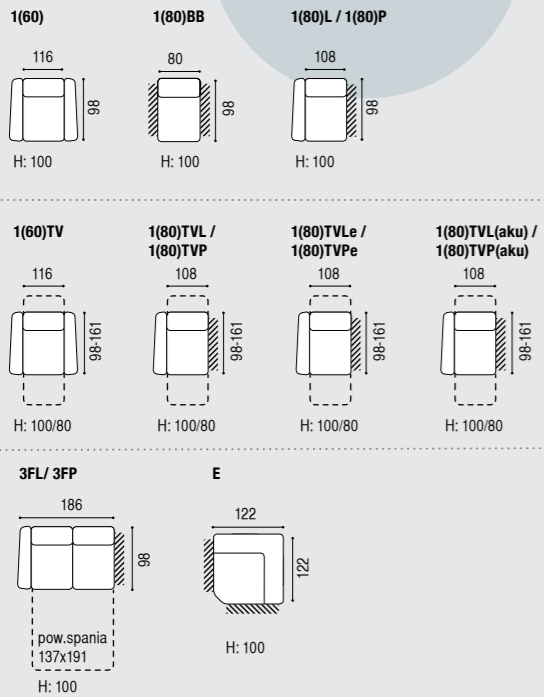 1(60)
1(80)BB
1(80)L / 1(80)P
116
80
108
98
98
98
H: 100
H: 100
H: 100
1(60)TV
1(80)TVL /
1(80)TVP
1(80)TVLe /
1(80)TVPe
1(80)TVL(aku) /
1(80)TVP(aku)
116
108
108
108
98-161
98-161
98-161
98-161
H: 100/80
H: 100/80
H: 100/80
H: 100/80
3FL/ 3FP
E
186
122
98
122
pow.spania
137x191
H: 100
H: 100